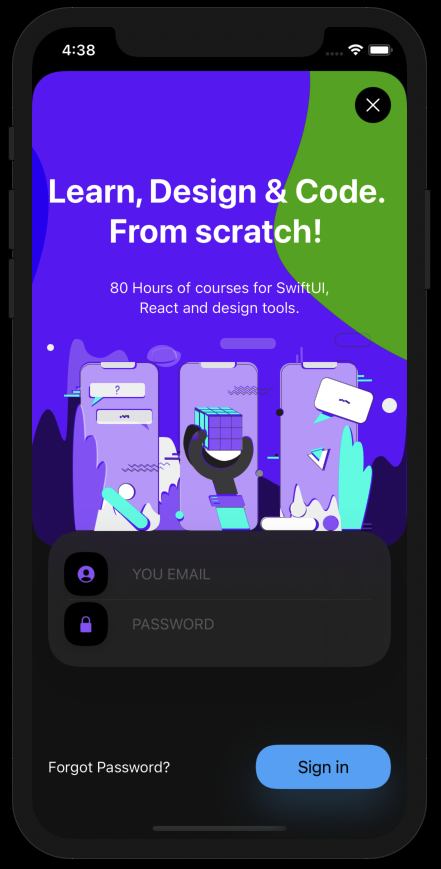 4:38
Learn, Design & Code.
From scratch!
80 Hours of courses for SwiftUI,
React and design tools.
?
YOU EMAIL
PASSWORD
Forgot Password?
Sign in